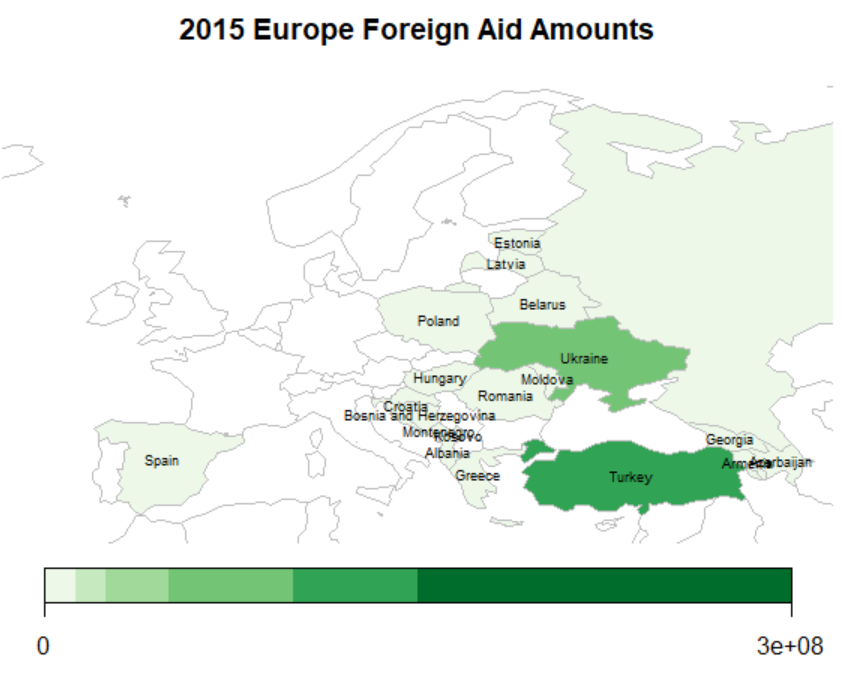 2015 Europe Foreign Aid Amounts
Estonia
Latvia
Belarus
Poland
Ukraine
Hungary
Moldova
Romania
Croatia
Bosnia and Herzegovina
Montenegro
Kosovo
Georgia
Albania
Spain
Armenia
Azerbaijan
Greece
Turkey
0
3e+08